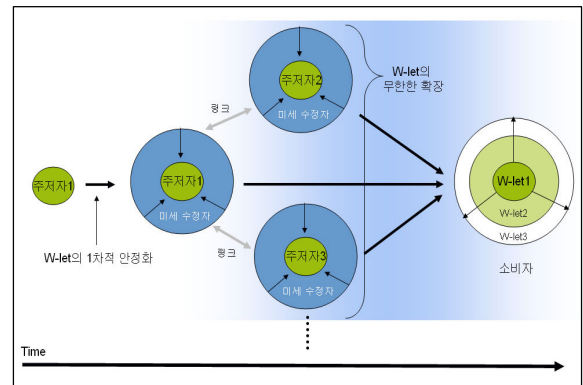 주저자2
미세 수정자
W-let의
무한한 확장
링크
주저자1
주저자1
미세 수정자
W-let1
W-let2
W-let3
W-let의 1차적 안정화
링크
주저자3
미세 수정자
소비자
Time